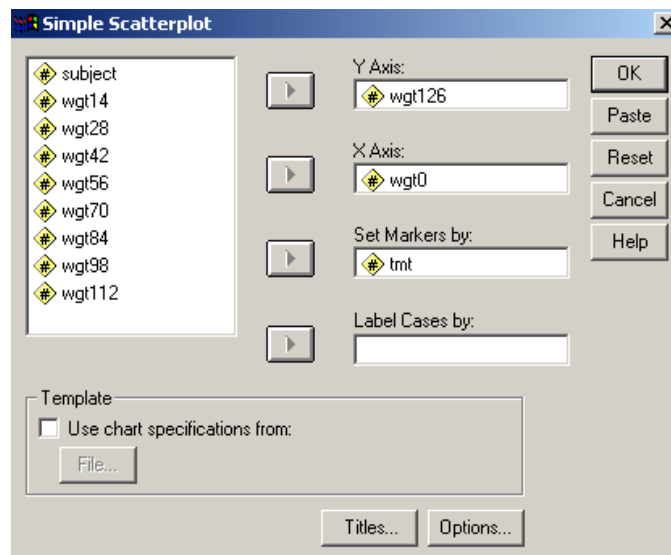 Simple Scatterplot
subject
wgt14
wgt28
wgt42
wgt56
wgt70
wgt84
wgt98
wgt112
Y Axis:
wgt126
X Axis:
wgt0
Set Markers by:
tmt
Label Cases by:
OK
Paste
Reset
Cancel
Help
Template
Use chart specifications from:
File...
Titles...
Options...